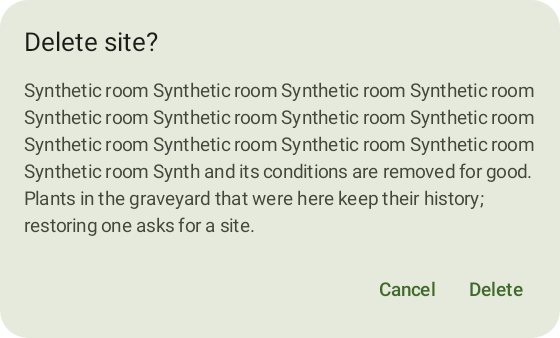 Delete site?
Synthetic room Synthetic room Synthetic room Synthetic room
Synthetic room Synthetic room Synthetic room Synthetic room
Synthetic room Synthetic room Synthetic room Synthetic room
Synthetic room Synth and its conditions are removed for good.
Plants in the graveyard that were here keep their history;
restoring one asks for a site.
Cancel Delete